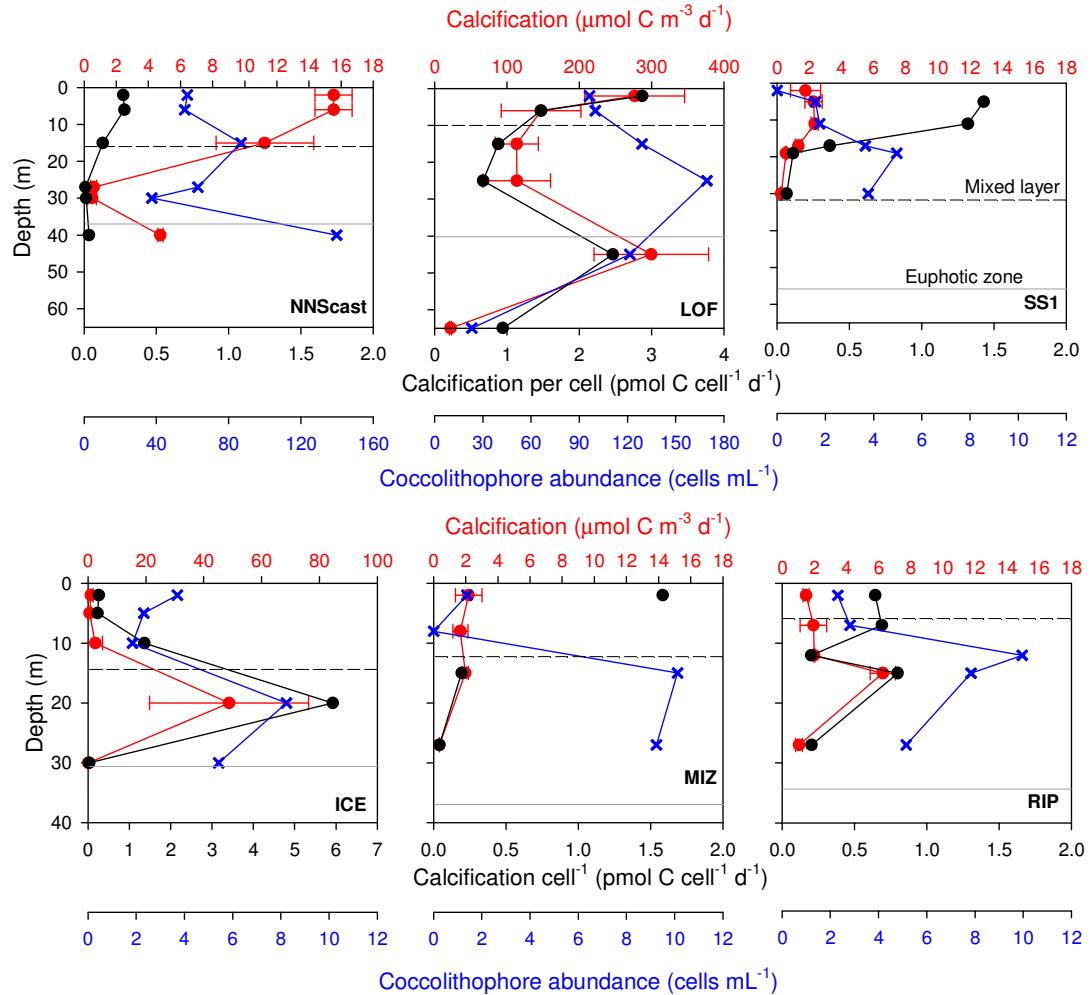 Calcification (μmol C m⁻³ d⁻¹)
0 2 4 6 8 10 12 14 16 18
0 100 200 300 400
0 2 4 6 8 10 12 14 16 18
Depth (m)
0
10
20
30
40
50
60
Mixed layer
Euphotic zone
NNScast
LOF
SS1
0.0 0.5 1.0 1.5 2.0
0 1 2 3 4
0.0 0.5 1.0 1.5 2.0
Calcification per cell (pmol C cell⁻¹ d⁻¹)
0 40 80 120 160
0 30 60 90 120 150 180
0 2 4 6 8 10 12
Coccolithophore abundance (cells mL⁻¹)
Calcification (μmol C m⁻³ d⁻¹)
0 20 40 60 80 100
0 2 4 6 8 10 12 14 16 18
0 2 4 6 8 10 12 14 16 18
Depth (m)
0
10
20
30
40
ICE
MIZ
RIP
0 1 2 3 4 5 6 7
0.0 0.5 1.0 1.5 2.0
0.0 0.5 1.0 1.5 2.0
Calcification cell⁻¹ (pmol C cell⁻¹ d⁻¹)
0 2 4 6 8 10 12
0 2 4 6 8 10 12
0 2 4 6 8 10 12
Coccolithophore abundance (cells mL⁻¹)